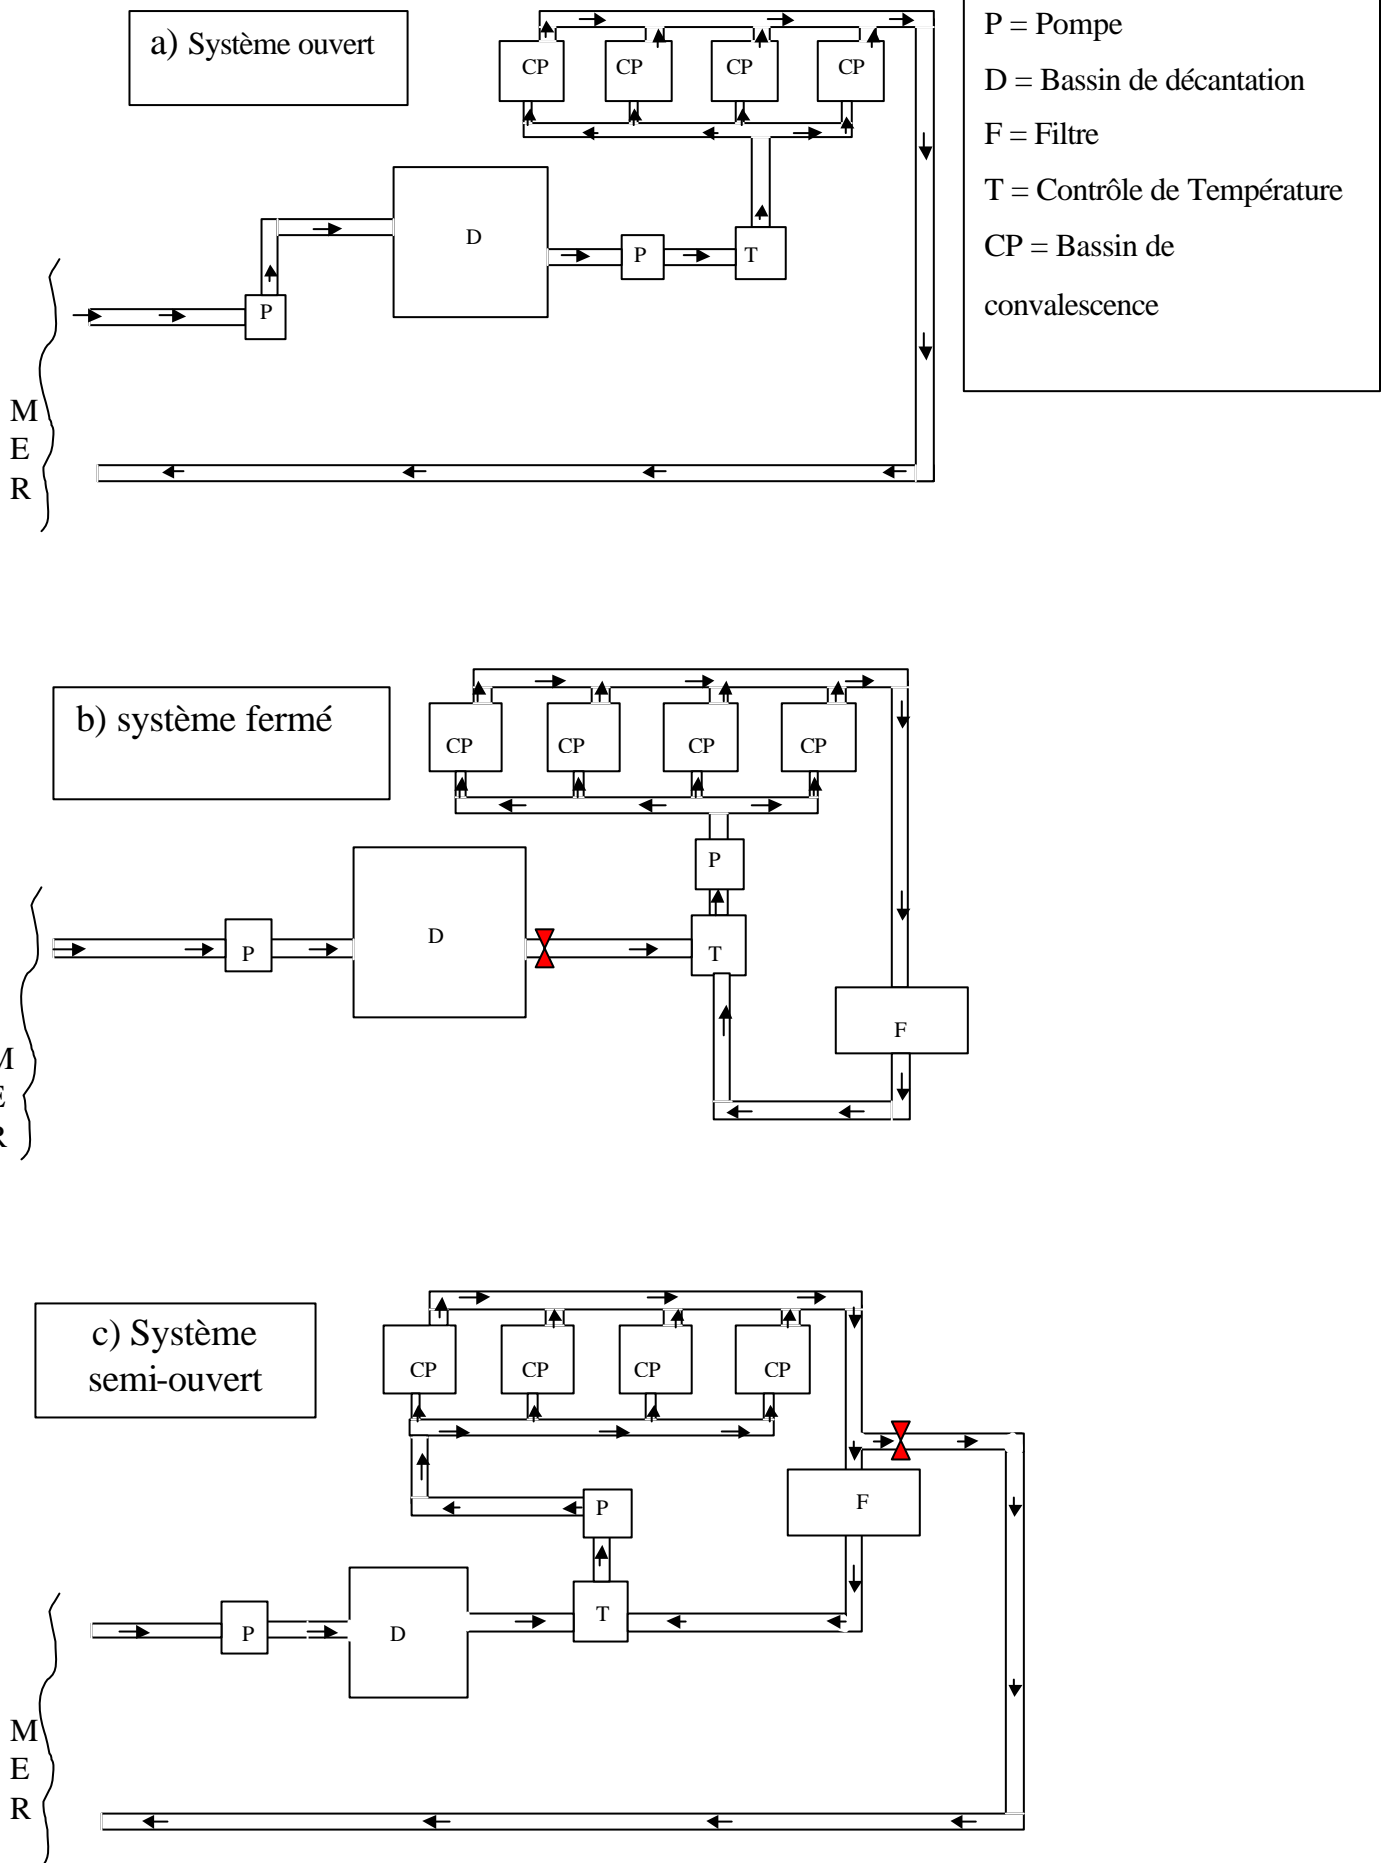 a) Système ouvert
CP CP CP CP
D
P T
P
M
E
R
P = Pompe
D = Bassin de décantation
F = Filtre
T = Contrôle de Température
CP = Bassin de
convalescence
b) système fermé
CP CP CP CP
P
D
P T
F
M
E
R
c) Système
semi-ouvert
CP CP CP CP
P F
T
P D
M
E
R